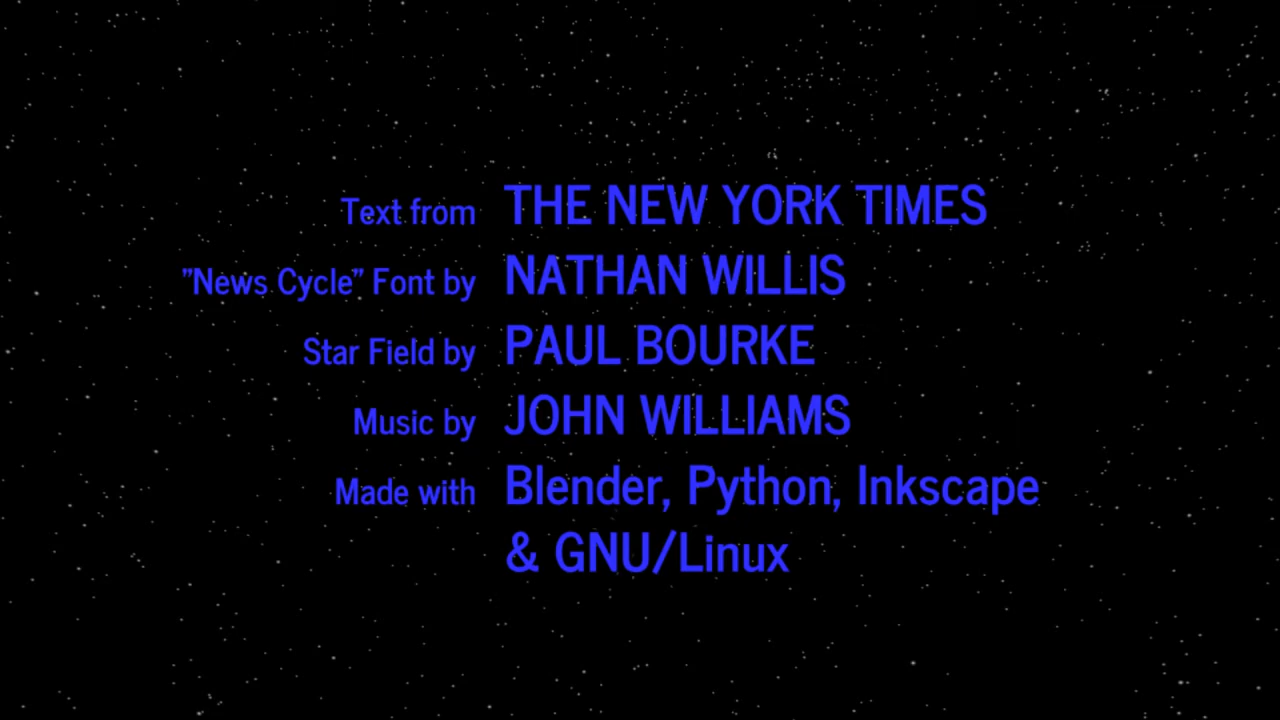 Text from THE NEW YORK TIMES
"News Cycle" Font by NATHAN WILLIS
Star Field by PAUL BOURKE
Music by JOHN WILLIAMS
Made with Blender, Python, Inkscape
& GNU/Linux